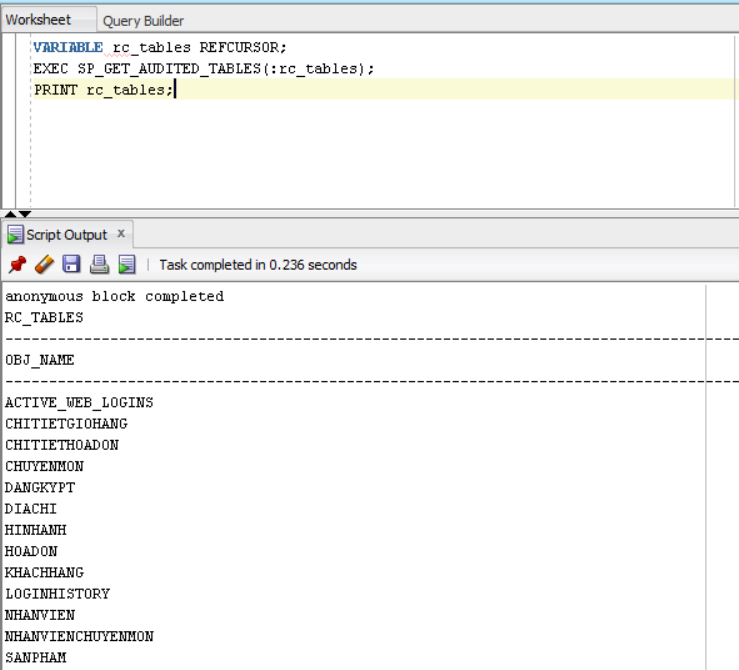 Worksheet Query Builder
VARIABLE rc_tables REFCURSOR;
EXEC SP_GET_AUDITED_TABLES(:rc_tables);
PRINT rc_tables;
Script Output x
Task completed in 0.236 seconds
anonymous block completed
RC_TABLES
--------------------------------------------------------------------------------
OBJ_NAME
--------------------------------------------------------------------------------
ACTIVE_WEB_LOGINS
CHITIETGIOHANG
CHITIETHOADON
CHUYENMON
DANGKYPT
DIACHI
HINHANH
HOADON
KHACHHANG
LOGINHISTORY
NHANVIEN
NHANVIENCHUYENMON
SANPHAM